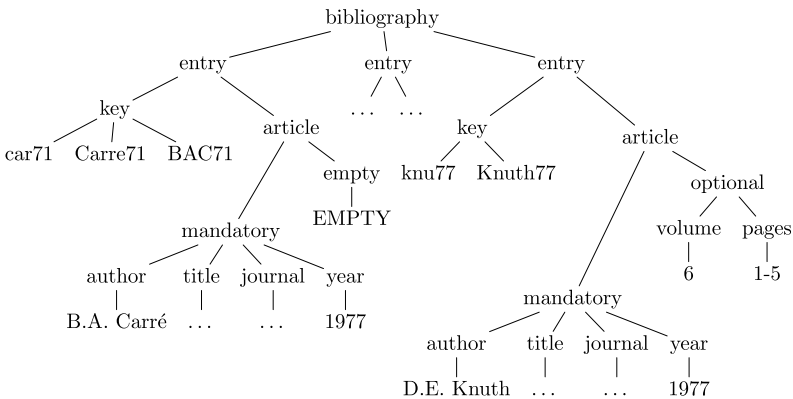 bibliography
entry entry entry
key
... ...
article
key
article
car71 Carre71 BAC71
empty
knu77 Knuth77
optional
EMPTY
mandatory
volume pages
author title journal year
6 1-5
mandatory
B.A. Carré ... ... 1977
author title journal year
D.E. Knuth ... ... 1977